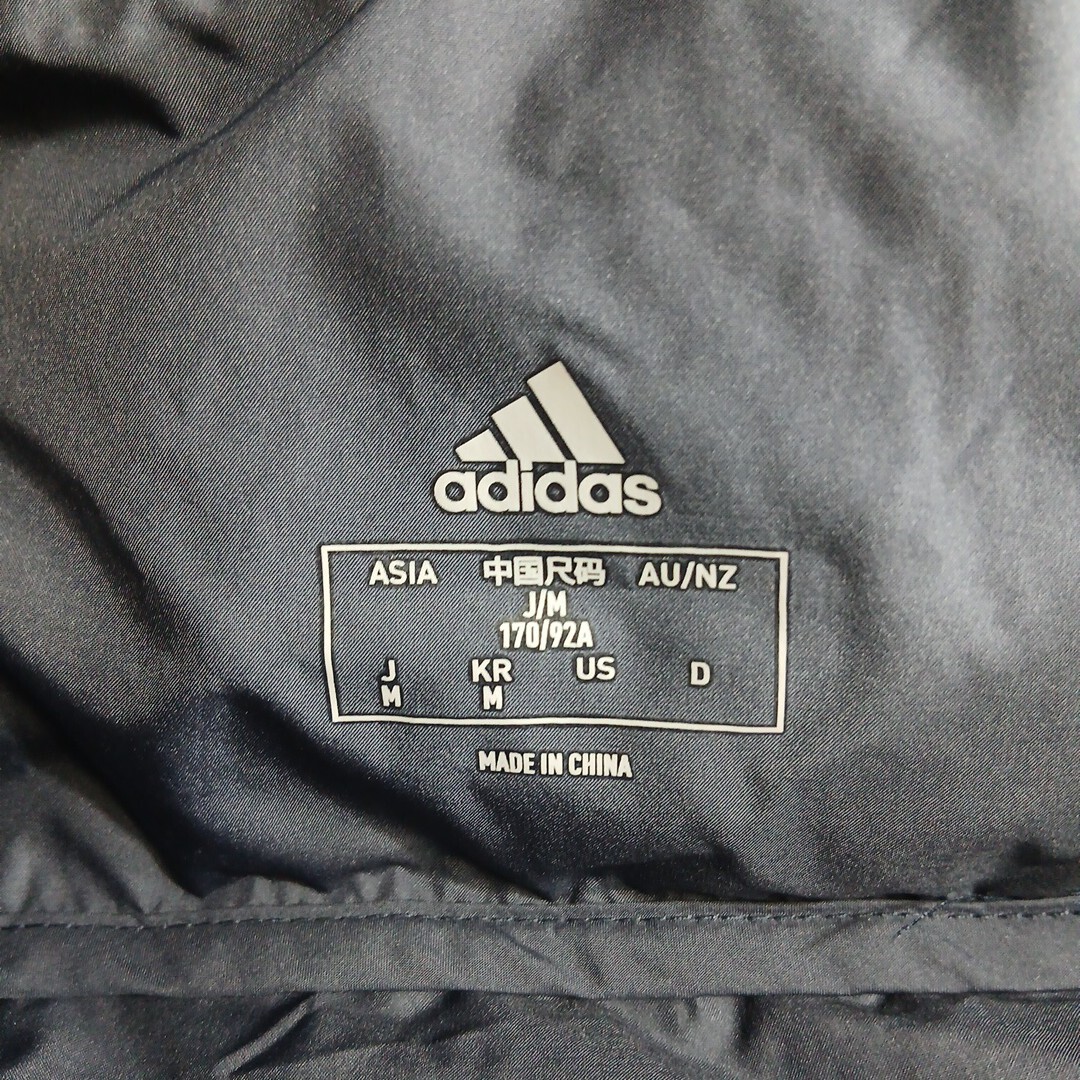 adidas
ASIA 中国尺码 AU/NZ
J/M
170/92A
J KR US D
M M
MADE IN CHINA